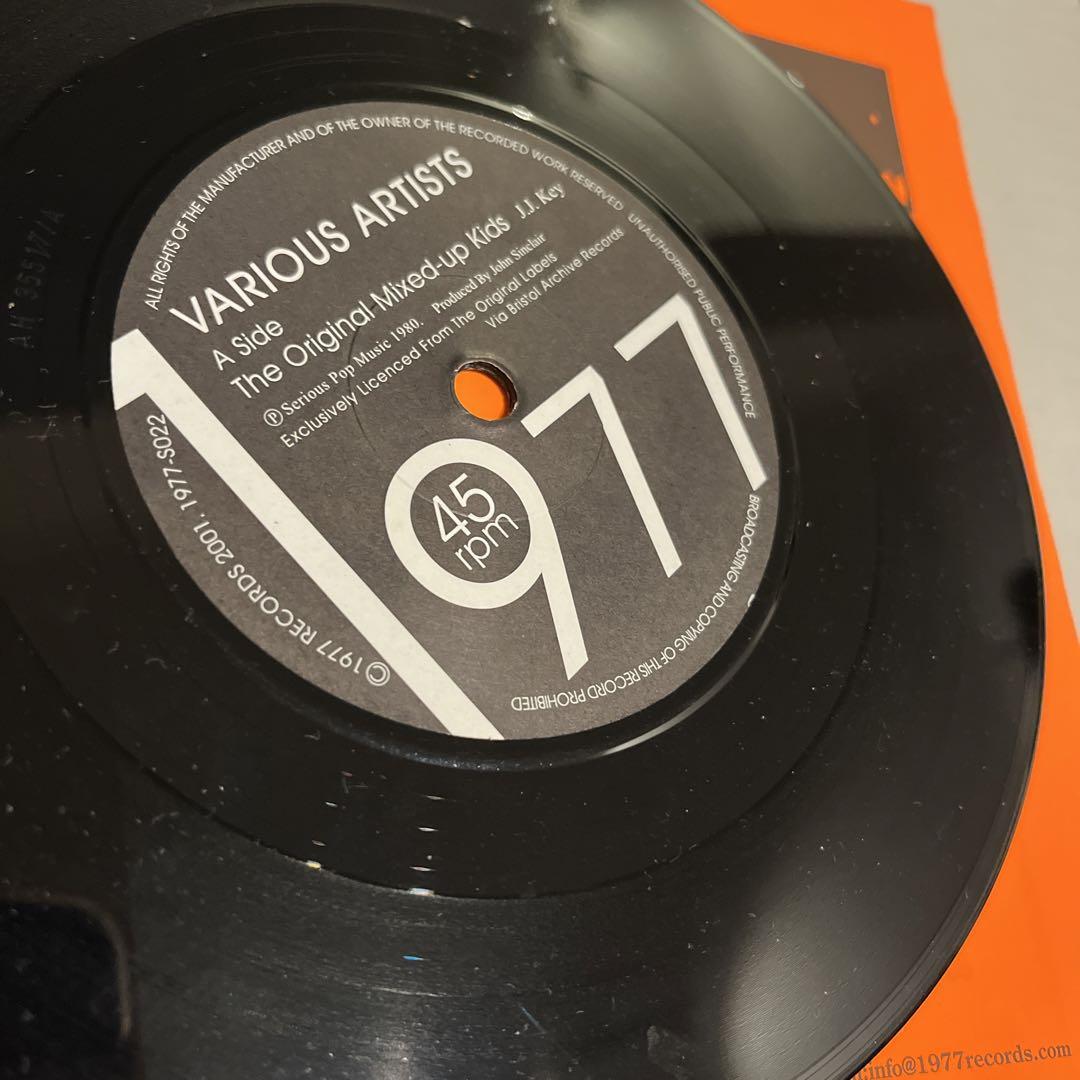 ALL RIGHTS OF THE MANUFACTURER AND OF THE OWNER OF THE RECORDED WORK RESERVED UNAUTHORISED PUBLIC PERFORMANCE BROADCASTING AND COPYING OF THIS RECORD PROHIBITED
VARIOUS ARTISTS
A Side
The Original Mixed-up Kids J.J. Key
℗ Serious Pop Music 1980. Produced By John Sinclair
Exclusively Licenced From The Original Labels
Via Bristol Archive Records
1977
45
rpm
© 1977 RECORDS 2001. 1977-S022
info@1977records.com